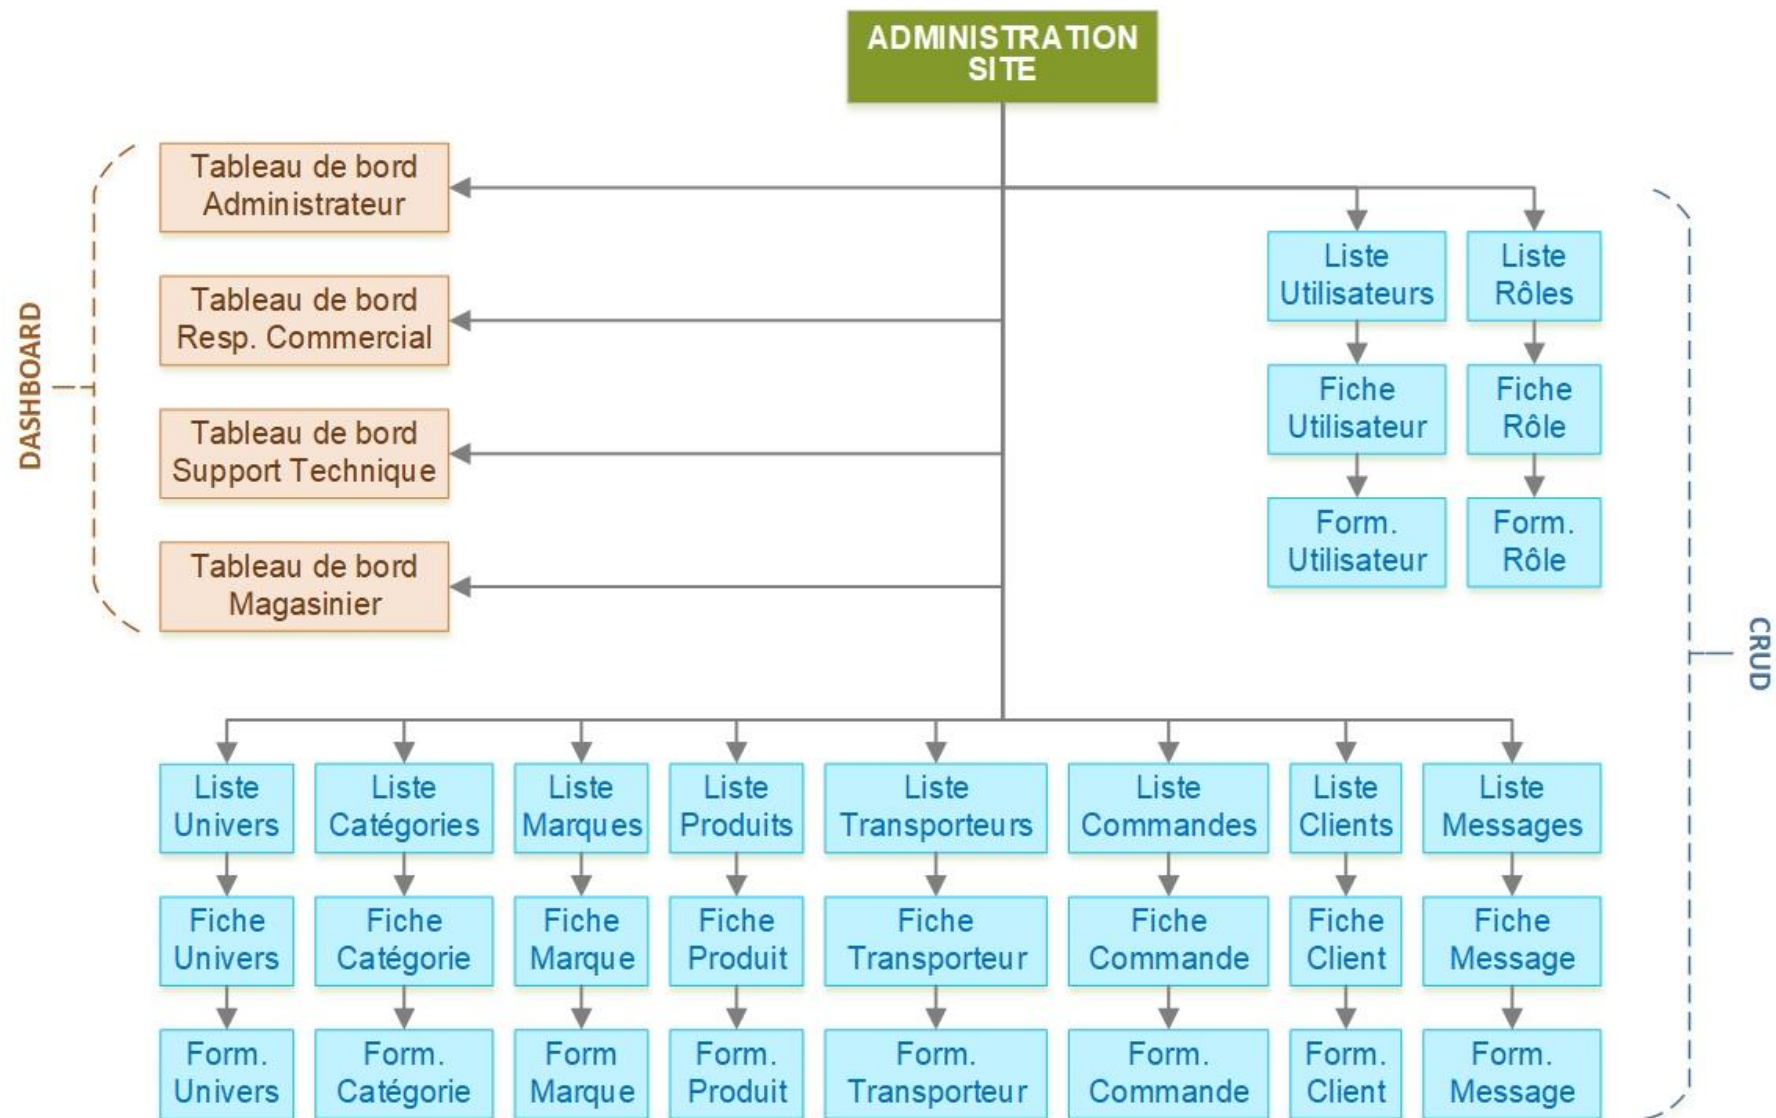 ADMINISTRATION
SITE
DASHBOARD
Tableau de bord
Administrateur
Tableau de bord
Resp. Commercial
Tableau de bord
Support Technique
Tableau de bord
Magasinier
Liste
Utilisateurs
Liste
Rôles
Fiche
Utilisateur
Fiche
Rôle
Form.
Utilisateur
Form.
Rôle
CRUD
Liste
Univers
Liste
Catégories
Liste
Marques
Liste
Produits
Liste
Transporteurs
Liste
Commandes
Liste
Clients
Liste
Messages
Fiche
Univers
Fiche
Catégorie
Fiche
Marque
Fiche
Produit
Fiche
Transporteur
Fiche
Commande
Fiche
Client
Fiche
Message
Form.
Univers
Form.
Catégorie
Form
Marque
Form.
Produit
Form.
Transporteur
Form.
Commande
Form.
Client
Form.
Message